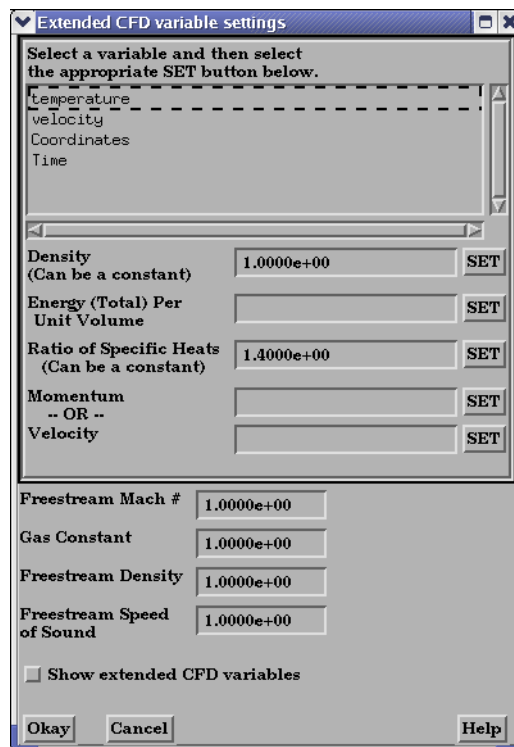 Extended CFD variable settings
Select a variable and then select
the appropriate SET button below.
temperature
velocity
Coordinates
Time
Density
(Can be a constant)
1.0000e+00
SET
Energy (Total) Per
Unit Volume
SET
Ratio of Specific Heats
(Can be a constant)
1.4000e+00
SET
Momentum
-- OR --
SET
Velocity
SET
Freestream Mach #
1.0000e+00
Gas Constant
1.0000e+00
Freestream Density
1.0000e+00
Freestream Speed
of Sound
1.0000e+00
Show extended CFD variables
Okay
Cancel
Help